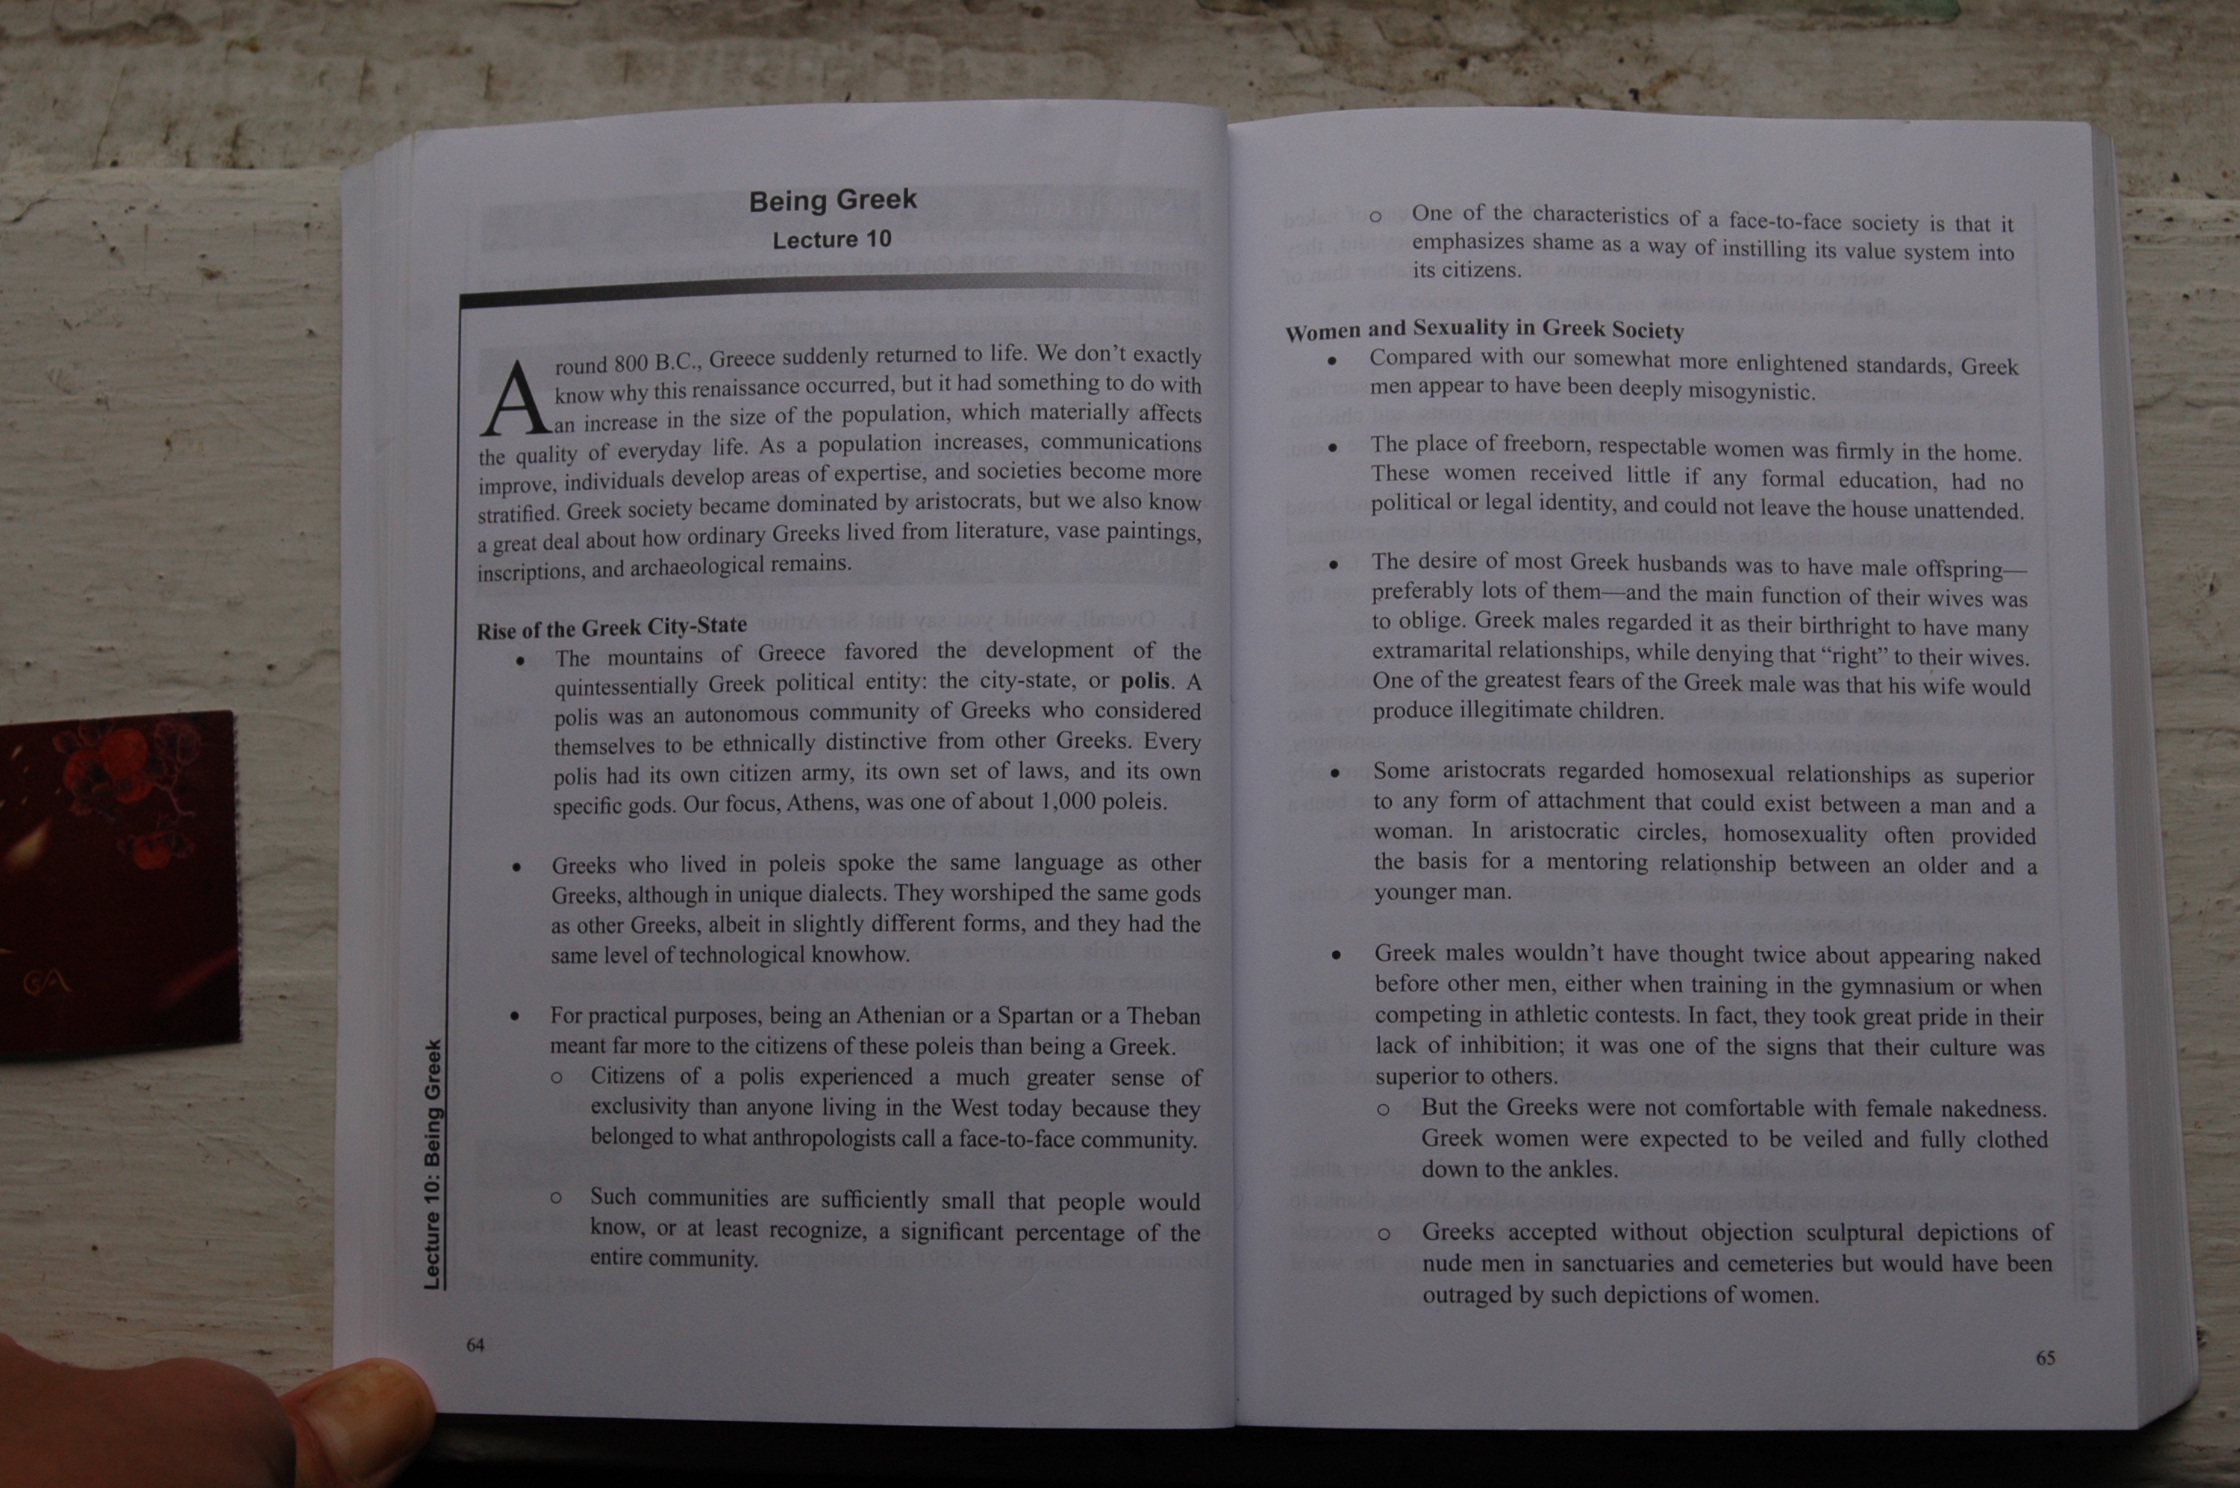 Being Greek
Lecture 10
Around 800 B.C., Greece suddenly returned to life. We don't exactly
know why this renaissance occurred, but it had something to do with
an increase in the size of the population, which materially affects
the quality of everyday life. As a population increases, communications
improve, individuals develop areas of expertise, and societies become more
stratified. Greek society became dominated by aristocrats, but we also know
a great deal about how ordinary Greeks lived from literature, vase paintings,
inscriptions, and archaeological remains.
Rise of the Greek City-State
• The mountains of Greece favored the development of the
quintessentially Greek political entity: the city-state, or polis. A
polis was an autonomous community of Greeks who considered
themselves to be ethnically distinctive from other Greeks. Every
polis had its own citizen army, its own set of laws, and its own
specific gods. Our focus, Athens, was one of about 1,000 poleis.
• Greeks who lived in poleis spoke the same language as other
Greeks, although in unique dialects. They worshiped the same gods
as other Greeks, albeit in slightly different forms, and they had the
same level of technological knowhow.
• For practical purposes, being an Athenian or a Spartan or a Theban
meant far more to the citizens of these poleis than being a Greek.
○ Citizens of a polis experienced a much greater sense of
exclusivity than anyone living in the West today because they
belonged to what anthropologists call a face-to-face community.
○ Such communities are sufficiently small that people would
know, or at least recognize, a significant percentage of the
entire community.
Lecture 10: Being Greek
64
○ One of the characteristics of a face-to-face society is that it
emphasizes shame as a way of instilling its value system into
its citizens.
Women and Sexuality in Greek Society
• Compared with our somewhat more enlightened standards, Greek
men appear to have been deeply misogynistic.
• The place of freeborn, respectable women was firmly in the home.
These women received little if any formal education, had no
political or legal identity, and could not leave the house unattended.
• The desire of most Greek husbands was to have male offspring—
preferably lots of them—and the main function of their wives was
to oblige. Greek males regarded it as their birthright to have many
extramarital relationships, while denying that "right" to their wives.
One of the greatest fears of the Greek male was that his wife would
produce illegitimate children.
• Some aristocrats regarded homosexual relationships as superior
to any form of attachment that could exist between a man and a
woman. In aristocratic circles, homosexuality often provided
the basis for a mentoring relationship between an older and a
younger man.
• Greek males wouldn't have thought twice about appearing naked
before other men, either when training in the gymnasium or when
competing in athletic contests. In fact, they took great pride in their
lack of inhibition; it was one of the signs that their culture was
superior to others.
○ But the Greeks were not comfortable with female nakedness.
Greek women were expected to be veiled and fully clothed
down to the ankles.
○ Greeks accepted without objection sculptural depictions of
nude men in sanctuaries and cemeteries but would have been
outraged by such depictions of women.
65